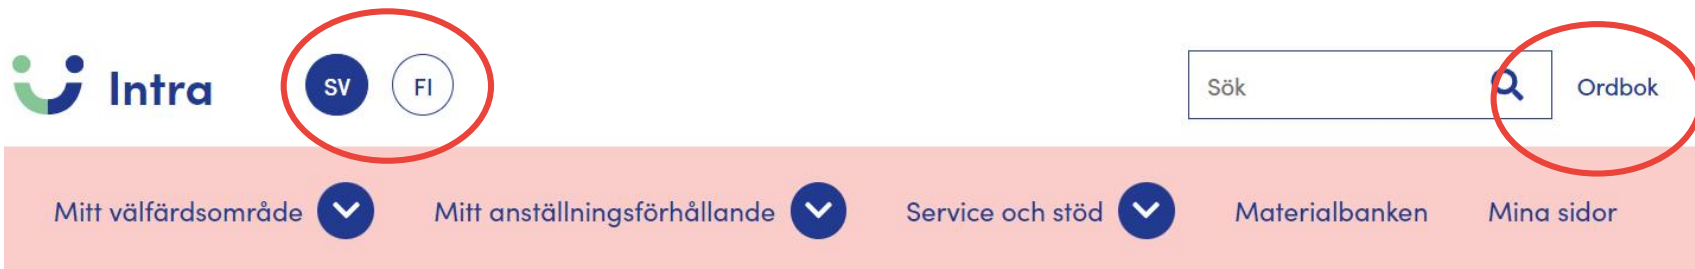 Intra SV FI Sök Ordbok
Mitt välfärdsområde Mitt anställningsförhållande Service och stöd Materialbanken Mina sidor